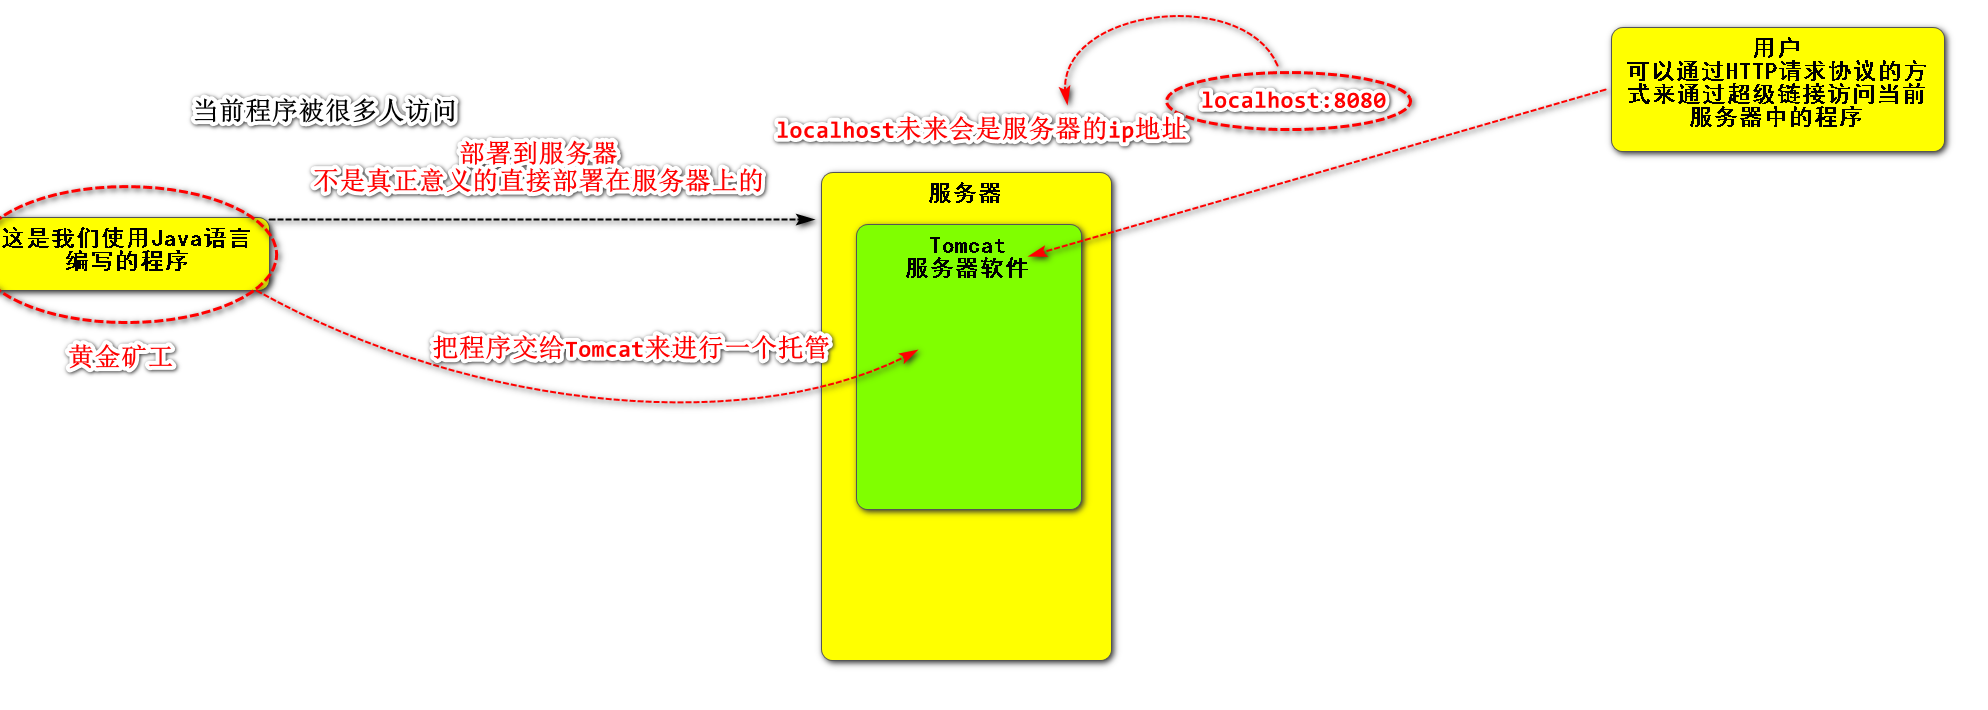 用户
可以通过HTTP请求协议的方
式来通过超级链接访问当前
服务器中的程序
localhost:8080
当前程序被很多人访问
localhost未来会是服务器的ip地址
部署到服务器
不是真正意义的直接部署在服务器上的
服务器
这是我们使用Java语言
编写的程序
Tomcat
服务器软件
黄金矿工
把程序交给Tomcat来进行一个托管